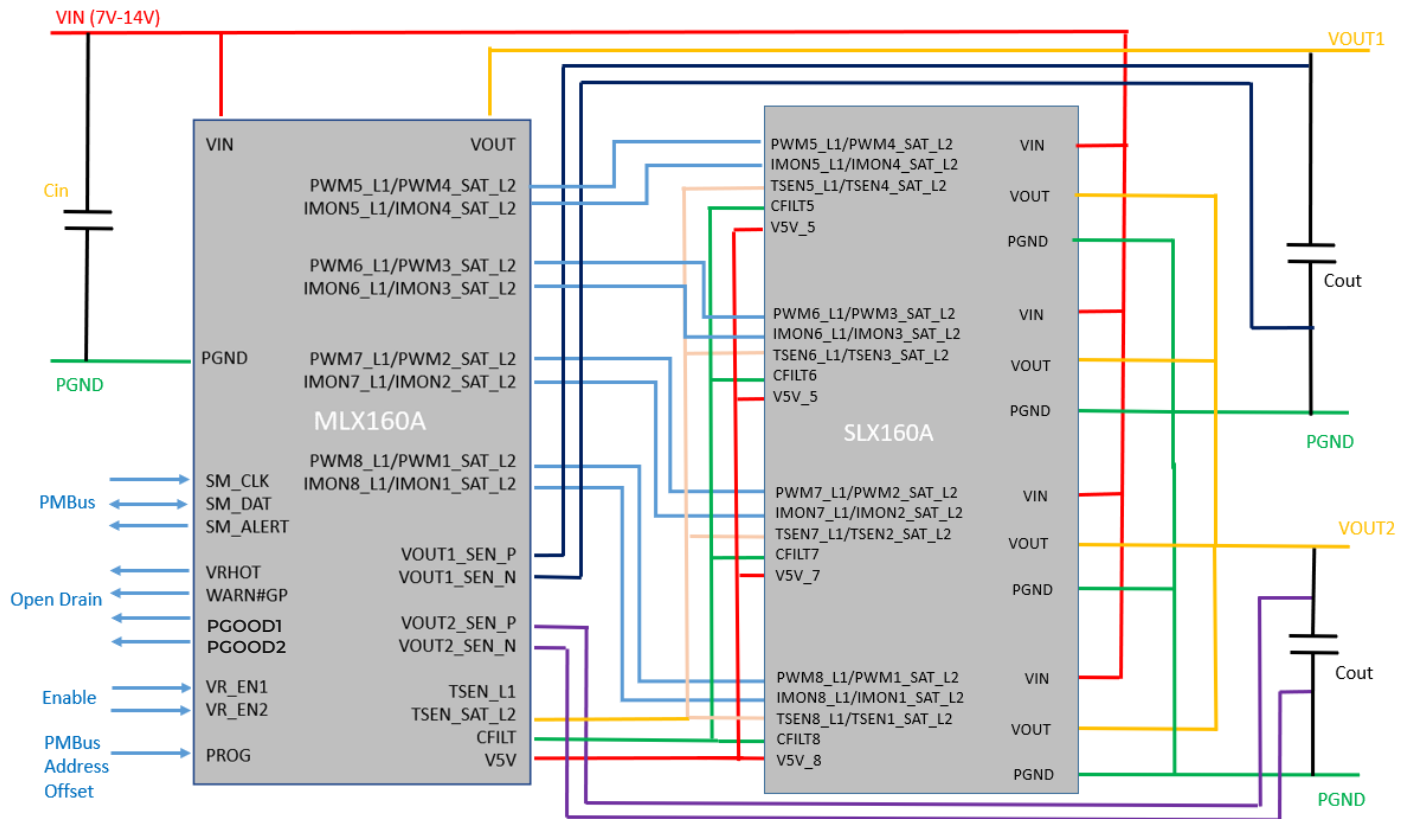 VIN (7V-14V)
VOUT1
VIN
VOUT
PWM5_L1/PWM4_SAT_L2
IMON5_L1/IMON4_SAT_L2
PWM6_L1/PWM3_SAT_L2
IMON6_L1/IMON3_SAT_L2
PGND
PWM7_L1/PWM2_SAT_L2
IMON7_L1/IMON2_SAT_L2
MLX160A
PWM8_L1/PWM1_SAT_L2
IMON8_L1/IMON1_SAT_L2
SM_CLK
SM_DAT
SM_ALERT
VOUT1_SEN_P
VOUT1_SEN_N
VRHOT
WARN#GP
PGOOD1
PGOOD2
VOUT2_SEN_P
VOUT2_SEN_N
VR_EN1
VR_EN2
TSEN_L1
TSEN_SAT_L2
CFILT
V5V
PROG
Cin
PGND
PMBus
Open Drain
Enable
PMBus
Address
Offset
PWM5_L1/PWM4_SAT_L2
IMON5_L1/IMON4_SAT_L2
TSEN5_L1/TSEN4_SAT_L2
CFILT5
V5V_5
PWM6_L1/PWM3_SAT_L2
IMON6_L1/IMON3_SAT_L2
TSEN6_L1/TSEN3_SAT_L2
CFILT6
V5V_5
SLX160A
PWM7_L1/PWM2_SAT_L2
IMON7_L1/IMON2_SAT_L2
TSEN7_L1/TSEN2_SAT_L2
CFILT7
V5V_7
PWM8_L1/PWM1_SAT_L2
IMON8_L1/IMON1_SAT_L2
TSEN8_L1/TSEN1_SAT_L2
CFILT8
V5V_8
VIN
VOUT
PGND
VIN
VOUT
PGND
VIN
VOUT
PGND
VIN
VOUT
PGND
Cout
PGND
VOUT2
Cout
PGND